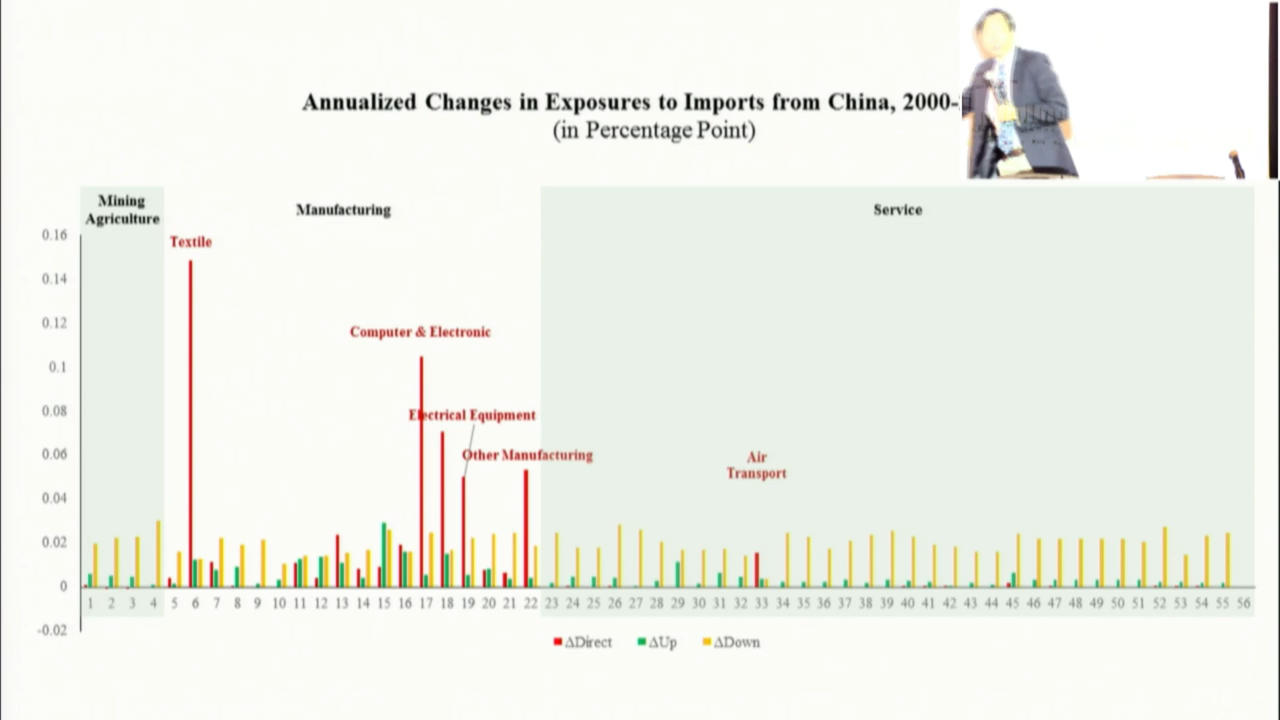 Annualized Changes in Exposures to Imports from China, 2000-
(in Percentage Point)
Mining
Agriculture
Manufacturing
Service
0.16
0.14
0.12
0.1
0.08
0.06
0.04
0.02
0
-0.02
Textile
Computer & Electronic
Electrical Equipment
Other Manufacturing
Air
Transport
1 2 3 4 5 6 7 8 9 10 11 12 13 14 15 16 17 18 19 20 21 22 23 24 25 26 27 28 29 30 31 32 33 34 35 36 37 38 39 40 41 42 43 44 45 46 47 48 49 50 51 52 53 54 55 56
ΔDirect ΔUp ΔDown